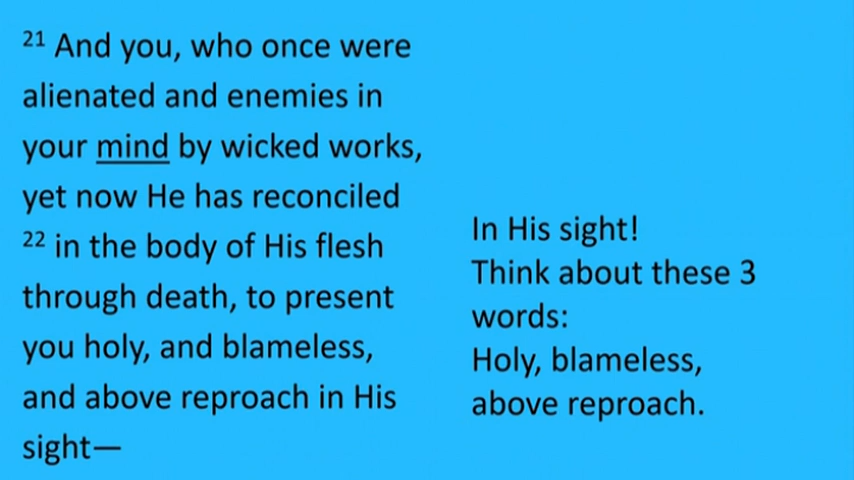 21 And you, who once were
alienated and enemies in
your mind by wicked works,
yet now He has reconciled
22 in the body of His flesh
through death, to present
you holy, and blameless,
and above reproach in His
sight—
In His sight!
Think about these 3
words:
Holy, blameless,
above reproach.